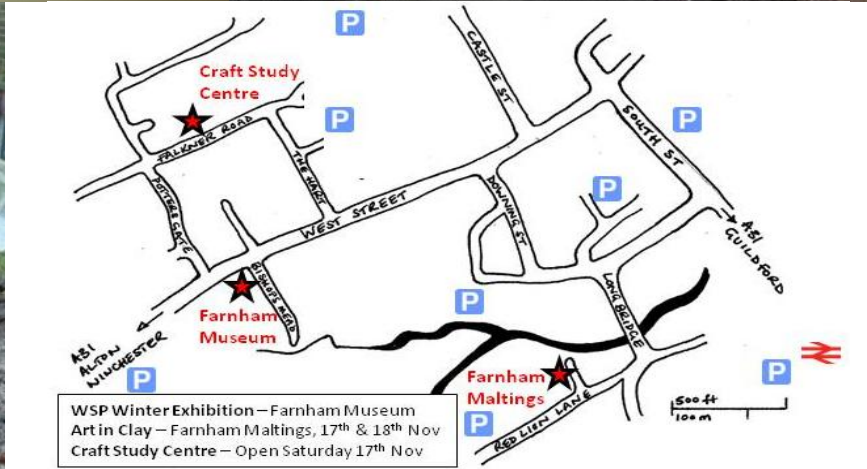 P
Craft Study
Centre
CASTLE ST
P
P
SOUTH ST
FALKNER ROAD
THE HART
POTTERS GATE
P
WEST STREET
DOWNING ST
A31
GUILDFORD
BISHOPS MEAD
Farnham
Museum
P
LONG BRIDGE
A31
ALTON
WINCHESTER
P
Farnham
Maltings
P
500 ft
100 m
RED LION LANE
P
WSP Winter Exhibition – Farnham Museum
Art in Clay – Farnham Maltings, 17th & 18th Nov
Craft Study Centre – Open Saturday 17th Nov